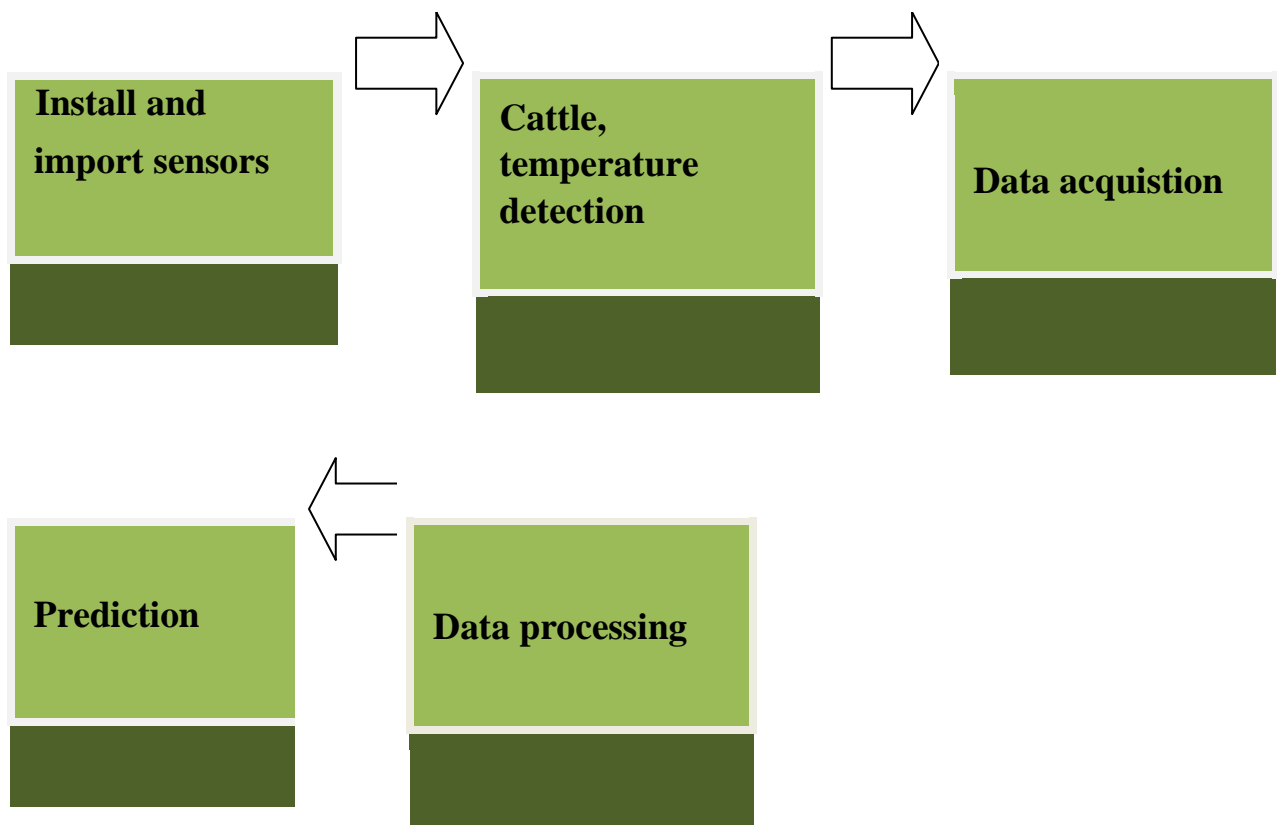 Install and
import sensors
Cattle,
temperature
detection
Data acquistion
Prediction
Data processing